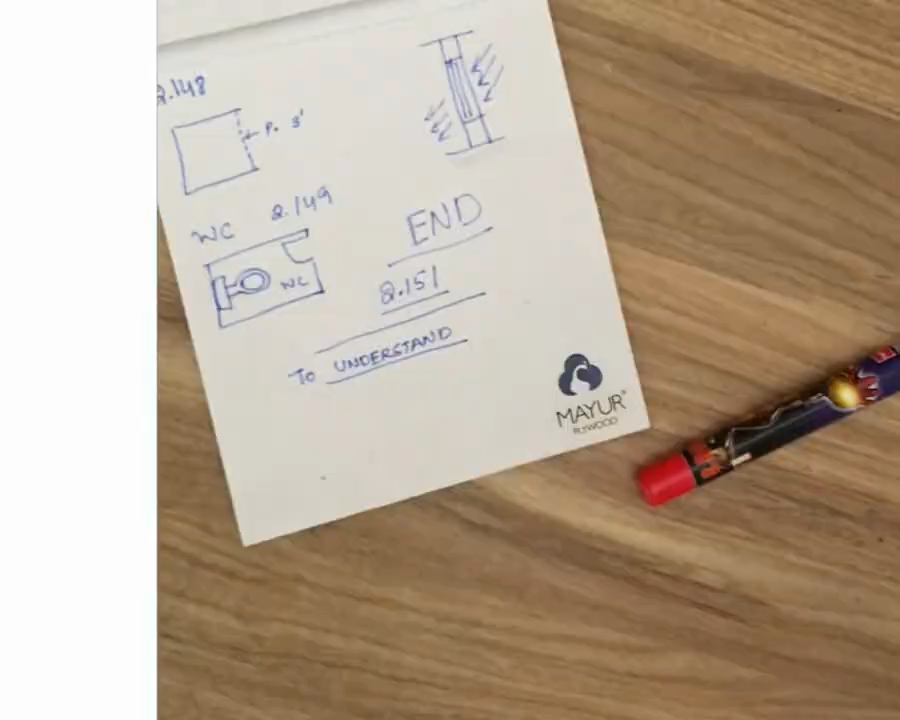 2.148
P. 3'
WC 2.149
WC
END
2.151
To UNDERSTAND
MAYUR
PLYWOOD